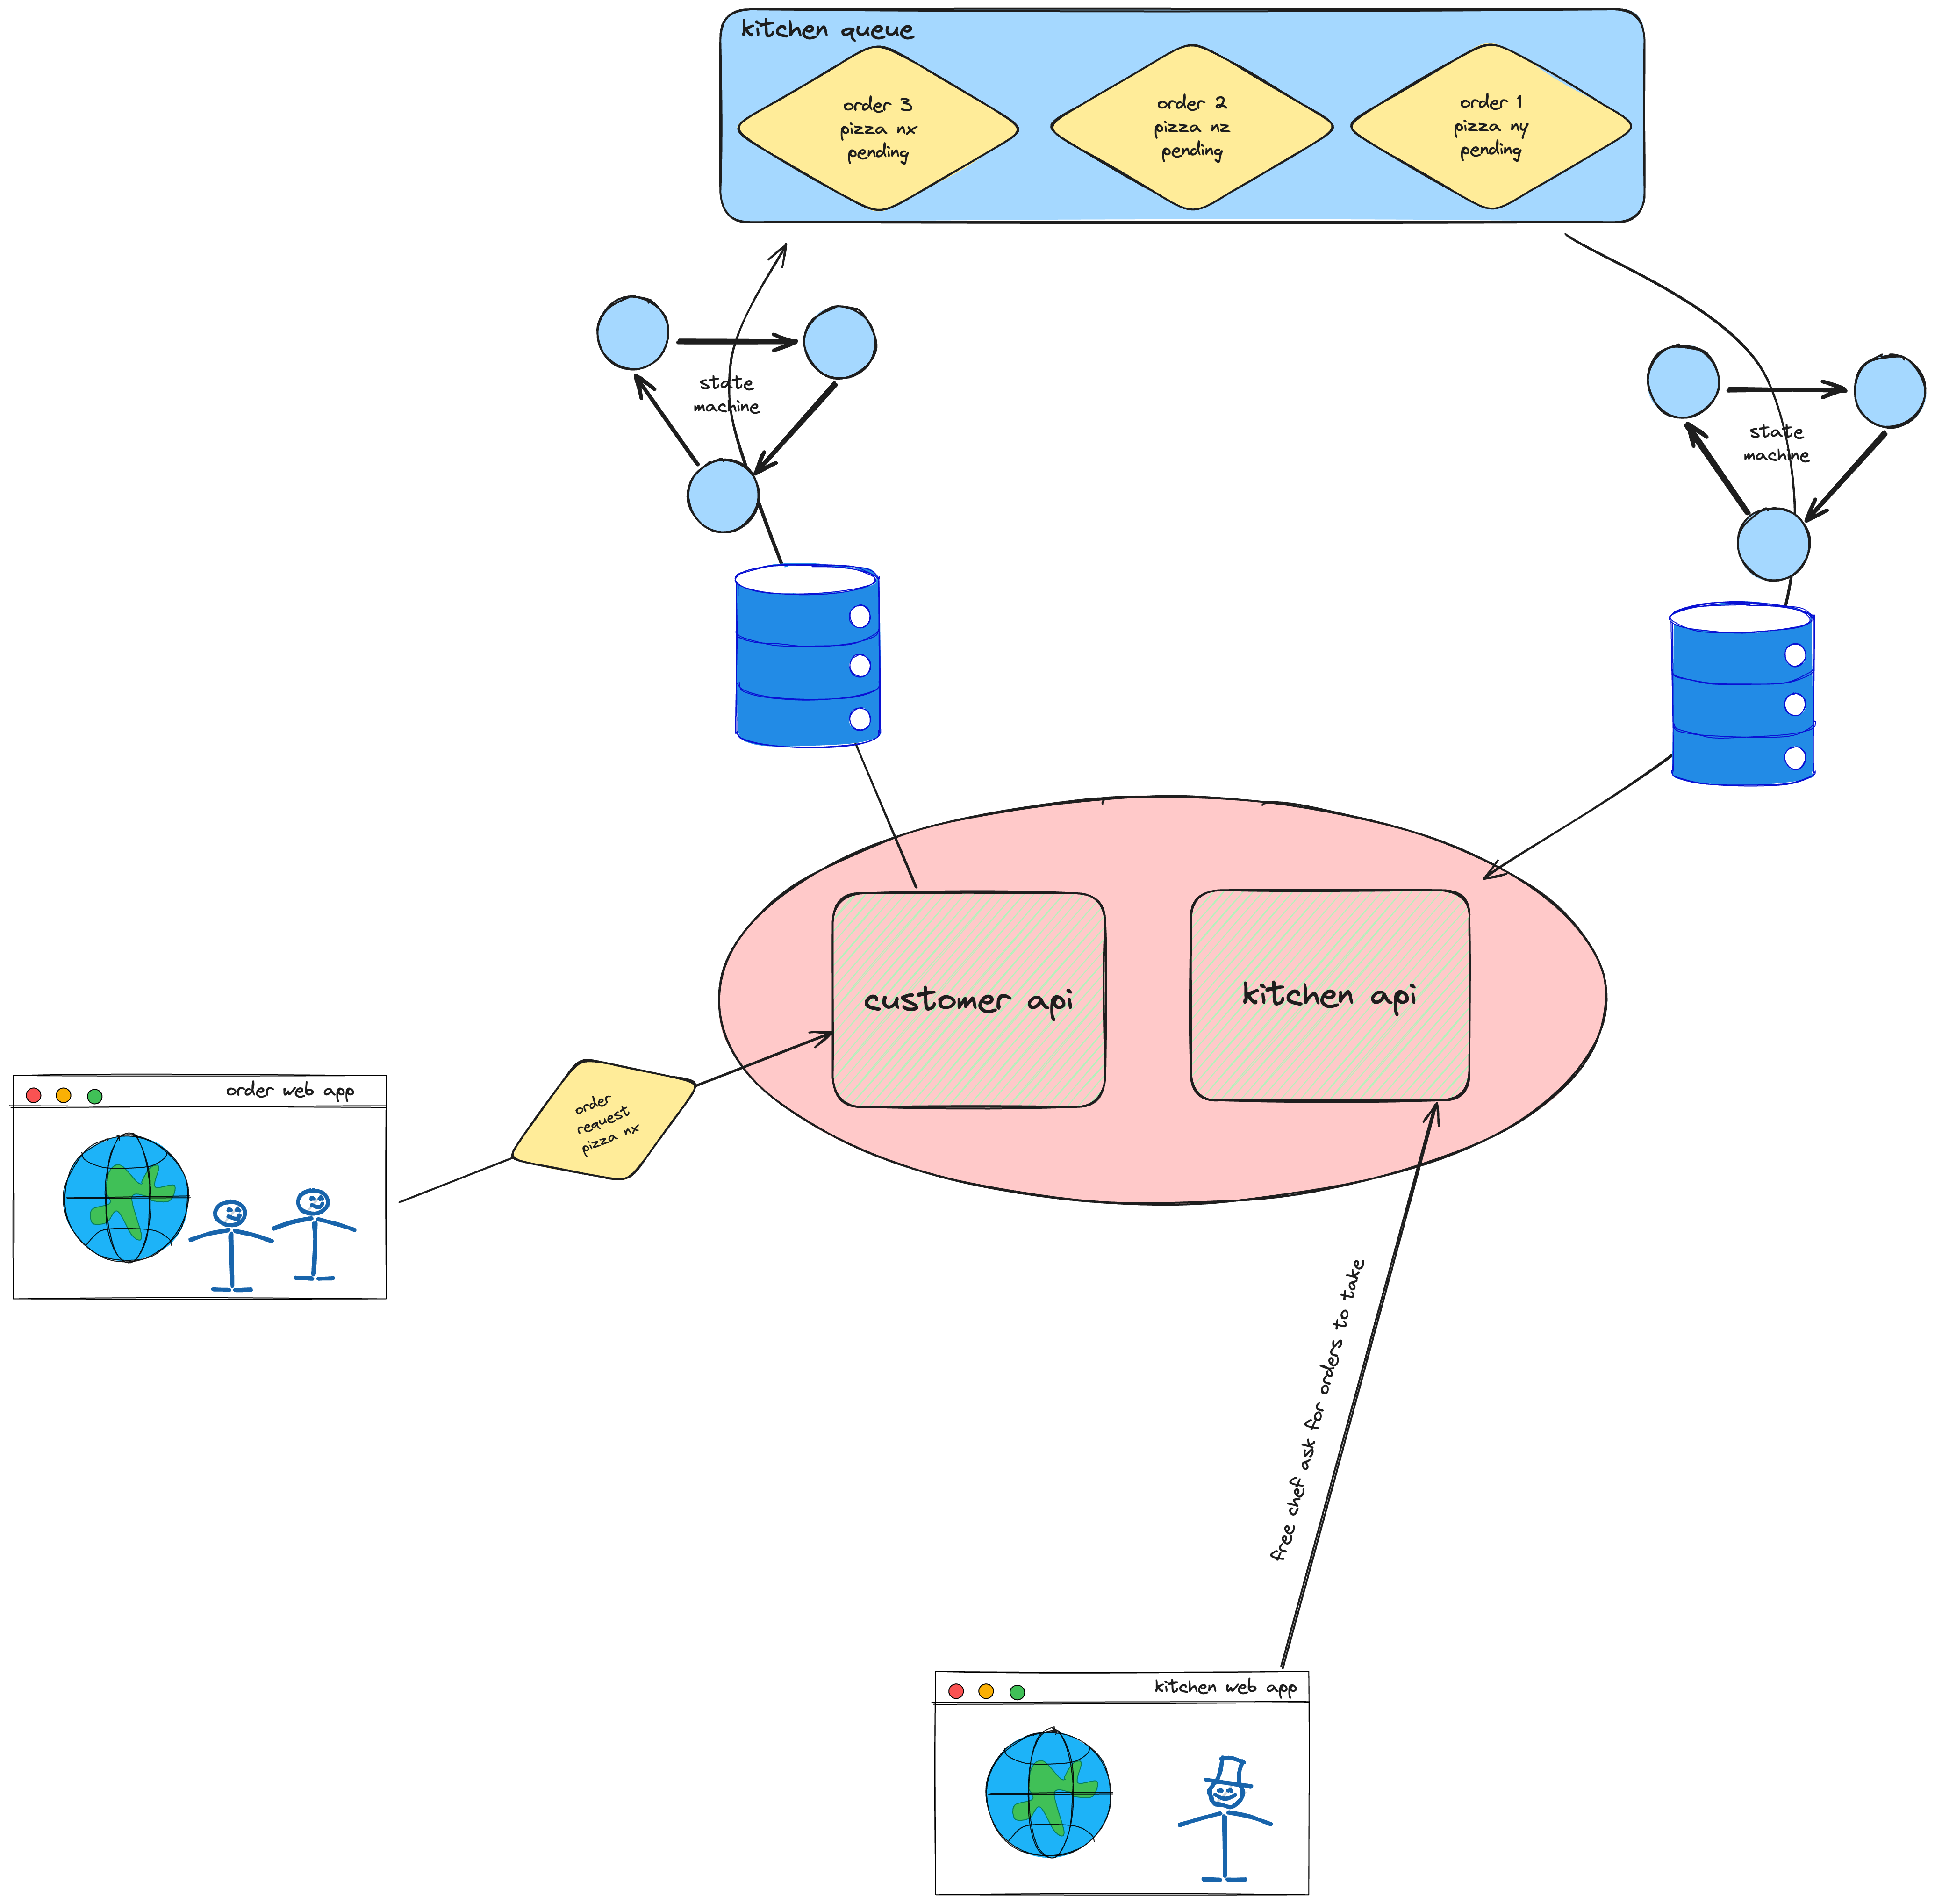 kitchen queue
order 3
pizza nx
pending
order 2
pizza nz
pending
order 1
pizza ny
pending
state
machine
state
machine
customer api
kitchen api
order web app
order
request
pizza nx
free chef ask for orders to take
kitchen web app